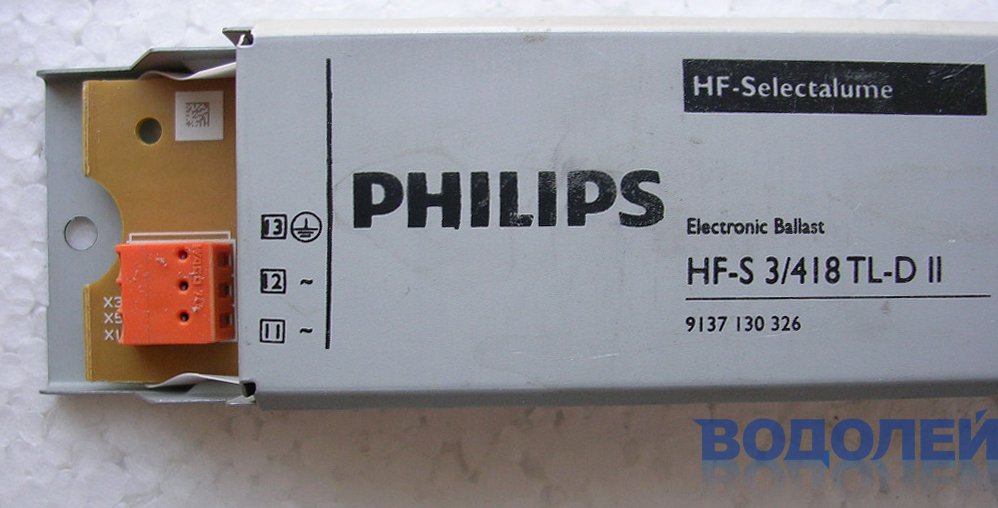 HF-Selectalume
PHILIPS
Electronic Ballast
HF-S 3/418 TL-D II
9137 130 326
13
12 ~
11 ~
ВОДОЛЕЙ